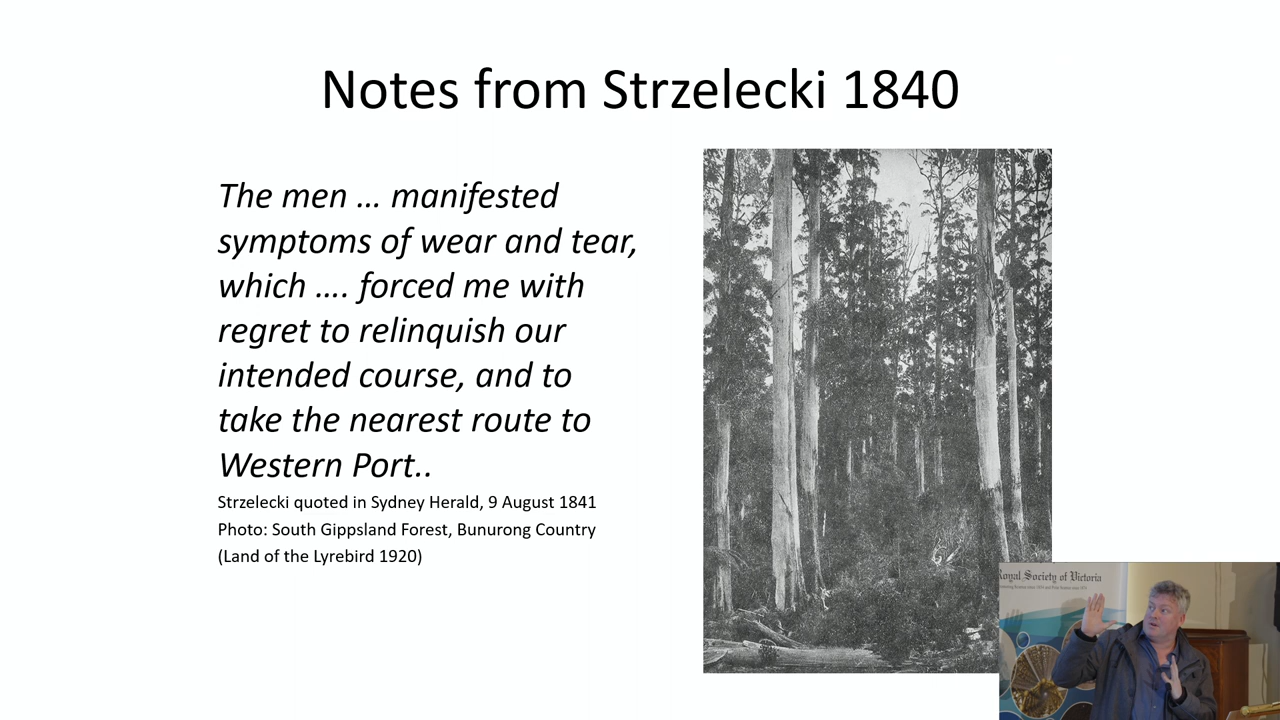 Notes from Strzelecki 1840
The men ... manifested
symptoms of wear and tear,
which .... forced me with
regret to relinquish our
intended course, and to
take the nearest route to
Western Port..
Strzelecki quoted in Sydney Herald, 9 August 1841
Photo: South Gippsland Forest, Bunurong Country
(Land of the Lyrebird 1920)
Royal Society of Victoria